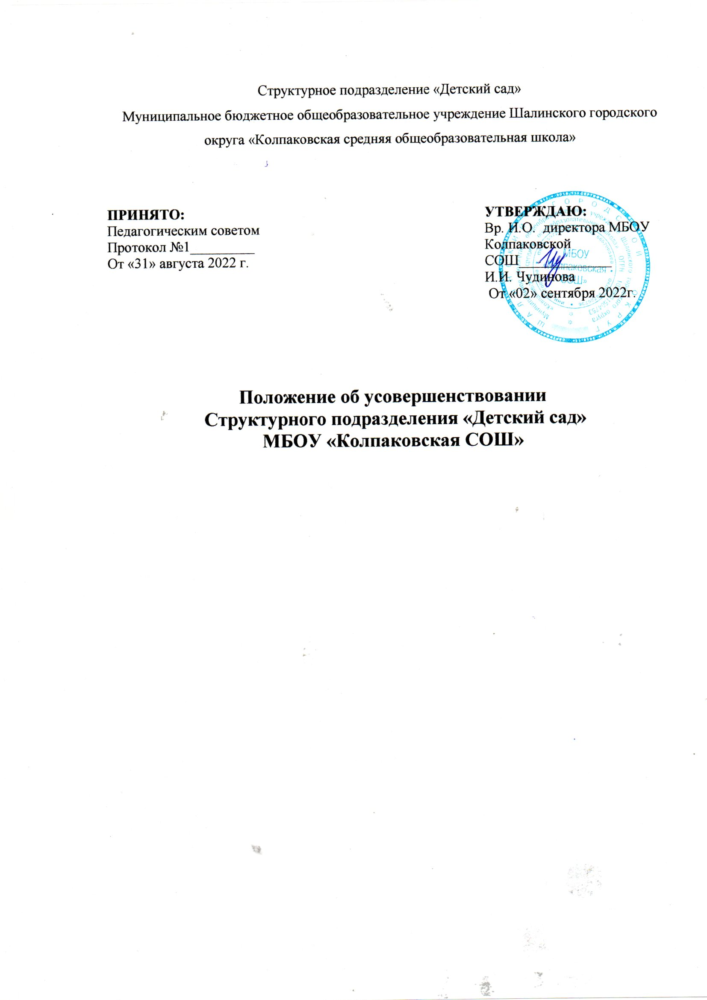 Структурное подразделение «Детский сад»
Муниципальное бюджетное общеобразовательное учреждение Шалинского городского
округа «Колпаковская средняя общеобразовательная школа»
ПРИНЯТО:
Педагогическим советом
Протокол №1_________
От «31» августа 2022 г.
УТВЕРЖДАЮ:
Вр. И.О. директора МБОУ
Колпаковской
СОШ_____________
И.И. Чудинова
От «02» сентября 2022г.
МБОУ
«Колпаковская
СОШ»
Положение об усовершенствовании
Структурного подразделения «Детский сад»
МБОУ «Колпаковская СОШ»